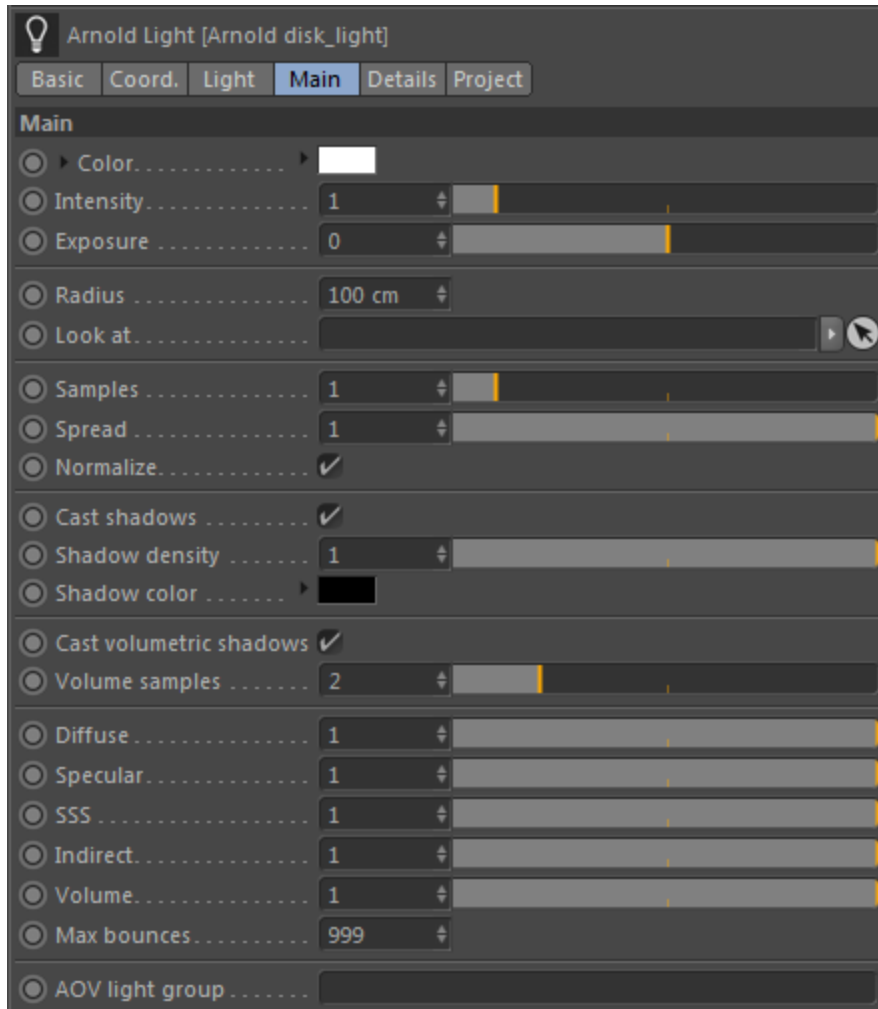 Arnold Light [Arnold disk_light]
Basic Coord. Light Main Details Project
Main
Color
Intensity 1
Exposure 0
Radius 100 cm
Look at
Samples 1
Spread 1
Normalize
Cast shadows
Shadow density 1
Shadow color
Cast volumetric shadows
Volume samples 2
Diffuse 1
Specular 1
SSS 1
Indirect 1
Volume 1
Max bounces 999
AOV light group